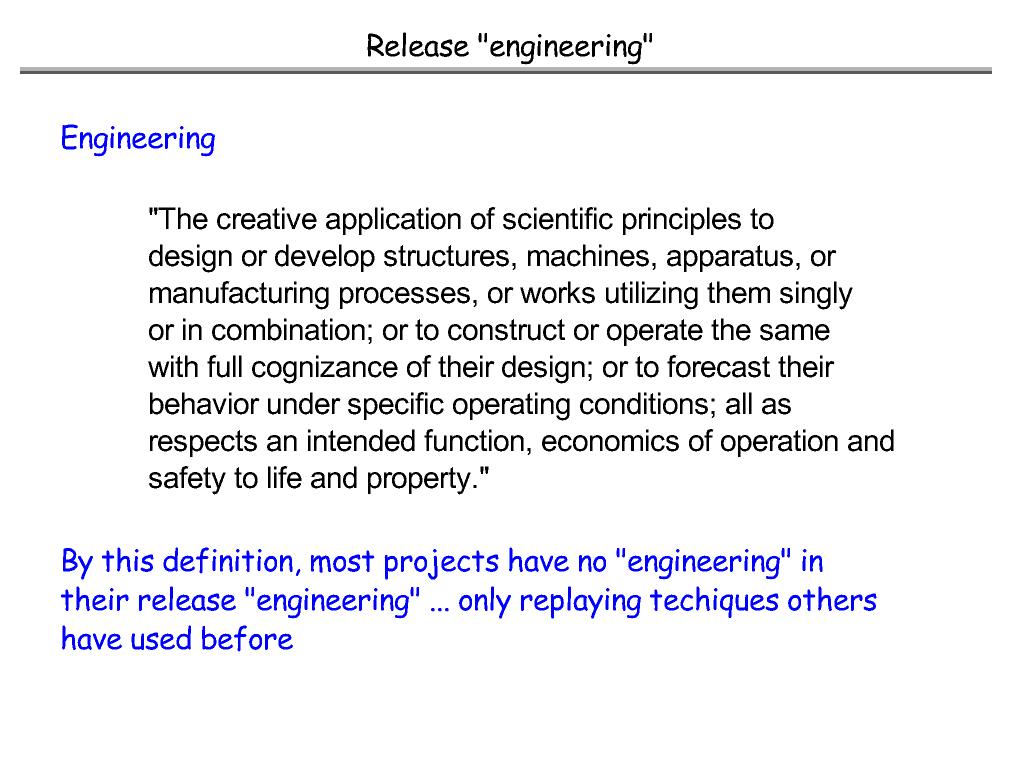 Release "engineering"
Engineering
"The creative application of scientific principles to
design or develop structures, machines, apparatus, or
manufacturing processes, or works utilizing them singly
or in combination; or to construct or operate the same
with full cognizance of their design; or to forecast their
behavior under specific operating conditions; all as
respects an intended function, economics of operation and
safety to life and property."
By this definition, most projects have no "engineering" in
their release "engineering" ... only replaying techiques others
have used before